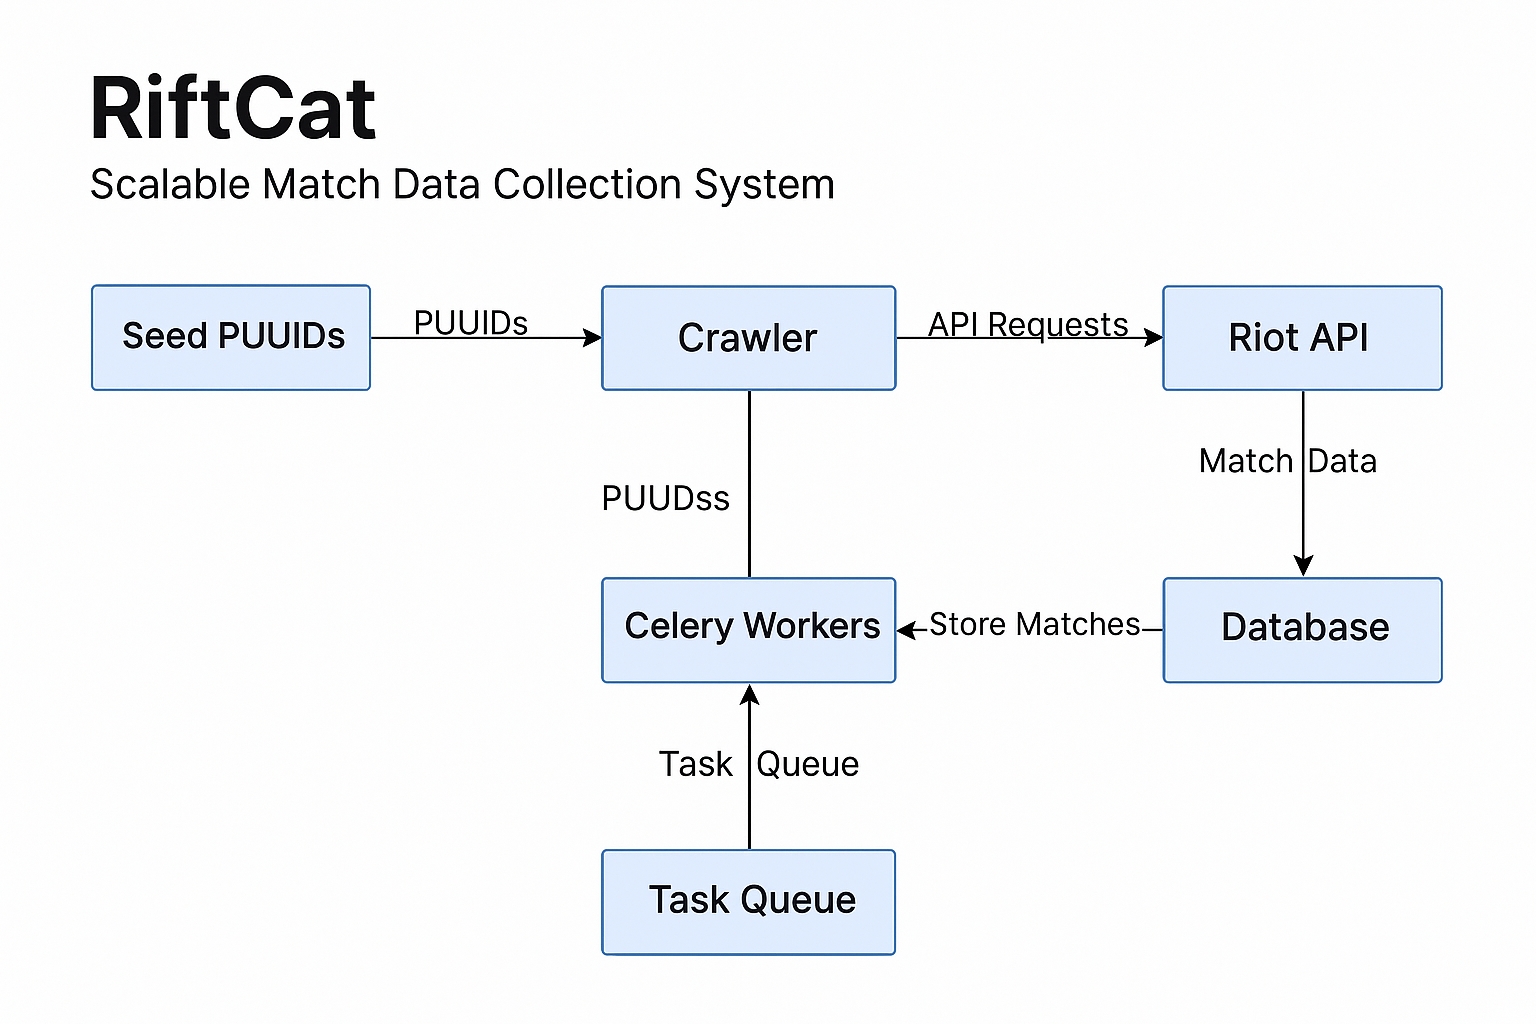 RiftCat
Scalable Match Data Collection System
Seed PUUIDs
PUUIDs
Crawler
API Requests
Riot API
Match Data
PUUDss
Celery Workers
Store Matches
Database
Task Queue
Task Queue